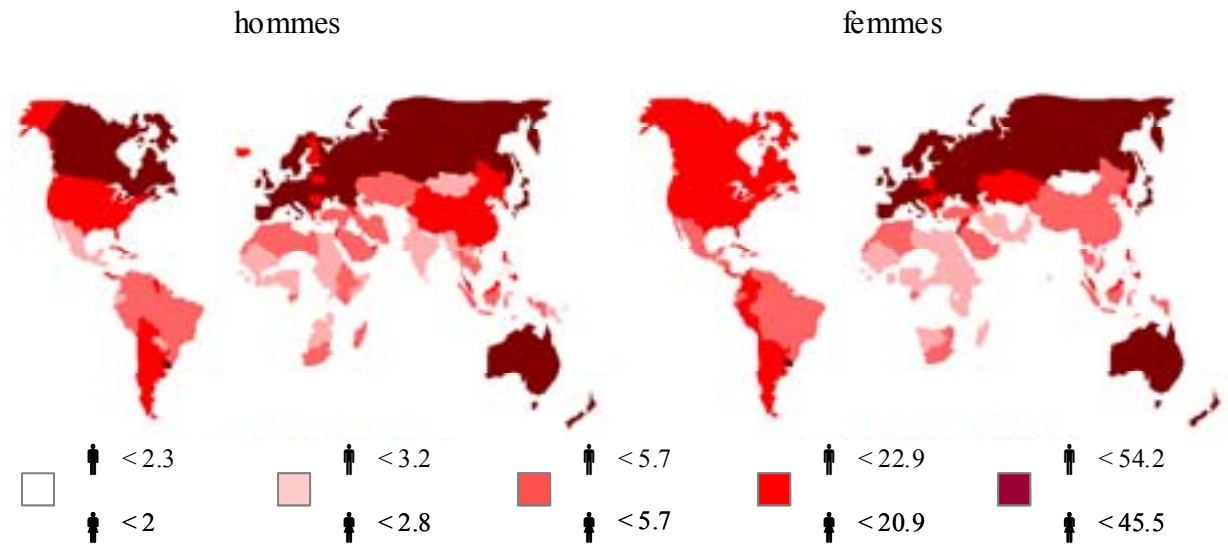 hommes femmes
< 2.3 < 3.2 < 5.7 < 22.9 < 54.2
< 2 < 2.8 < 5.7 < 20.9 < 45.5